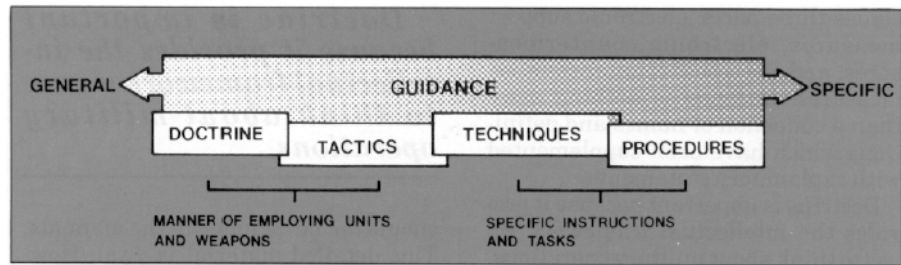 GENERAL GUIDANCE SPECIFIC
DOCTRINE TACTICS TECHNIQUES PROCEDURES
MANNER OF EMPLOYING UNITS
AND WEAPONS
SPECIFIC INSTRUCTIONS
AND TASKS